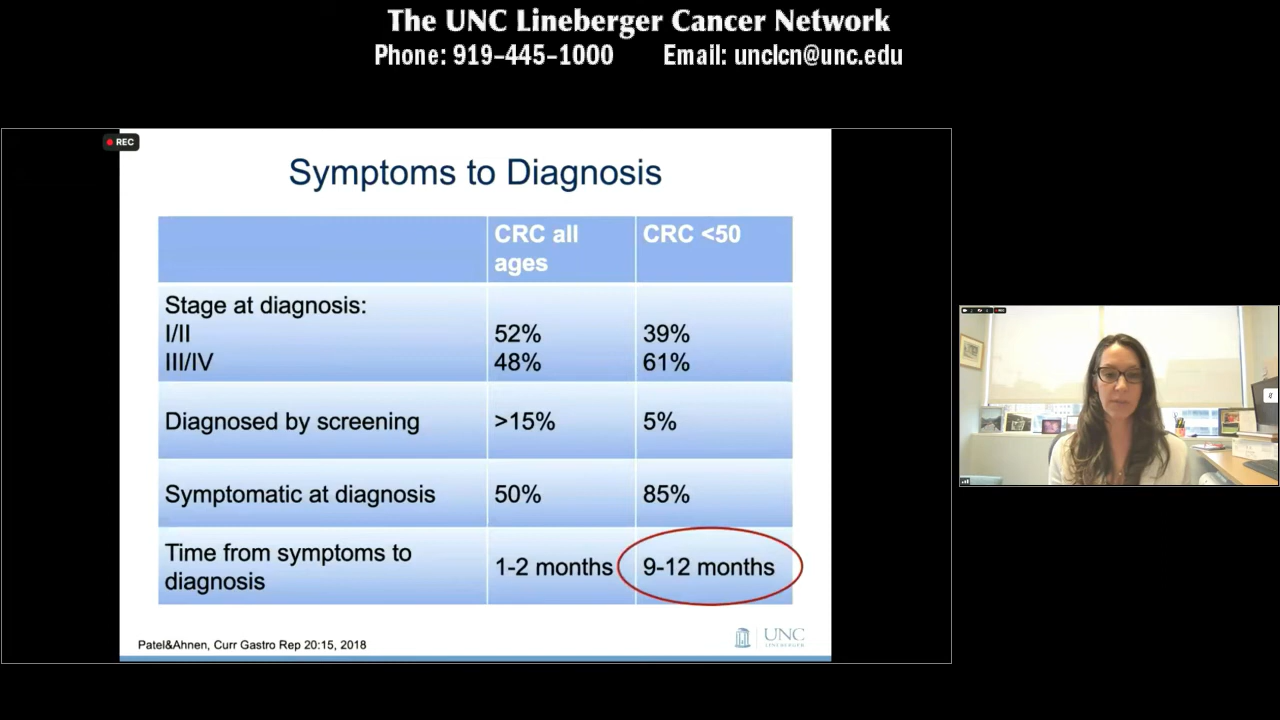 The UNC Lineberger Cancer Network
Phone: 919-445-1000 Email: unclcn@unc.edu
REC
Symptoms to Diagnosis
CRC all ages
CRC <50
Stage at diagnosis:
I/II 52% 39%
III/IV 48% 61%
Diagnosed by screening >15% 5%
Symptomatic at diagnosis 50% 85%
Time from symptoms to
diagnosis
1-2 months 9-12 months
Patel&Ahnen, Curr Gastro Rep 20:15, 2018
UNC
LINEBERGER